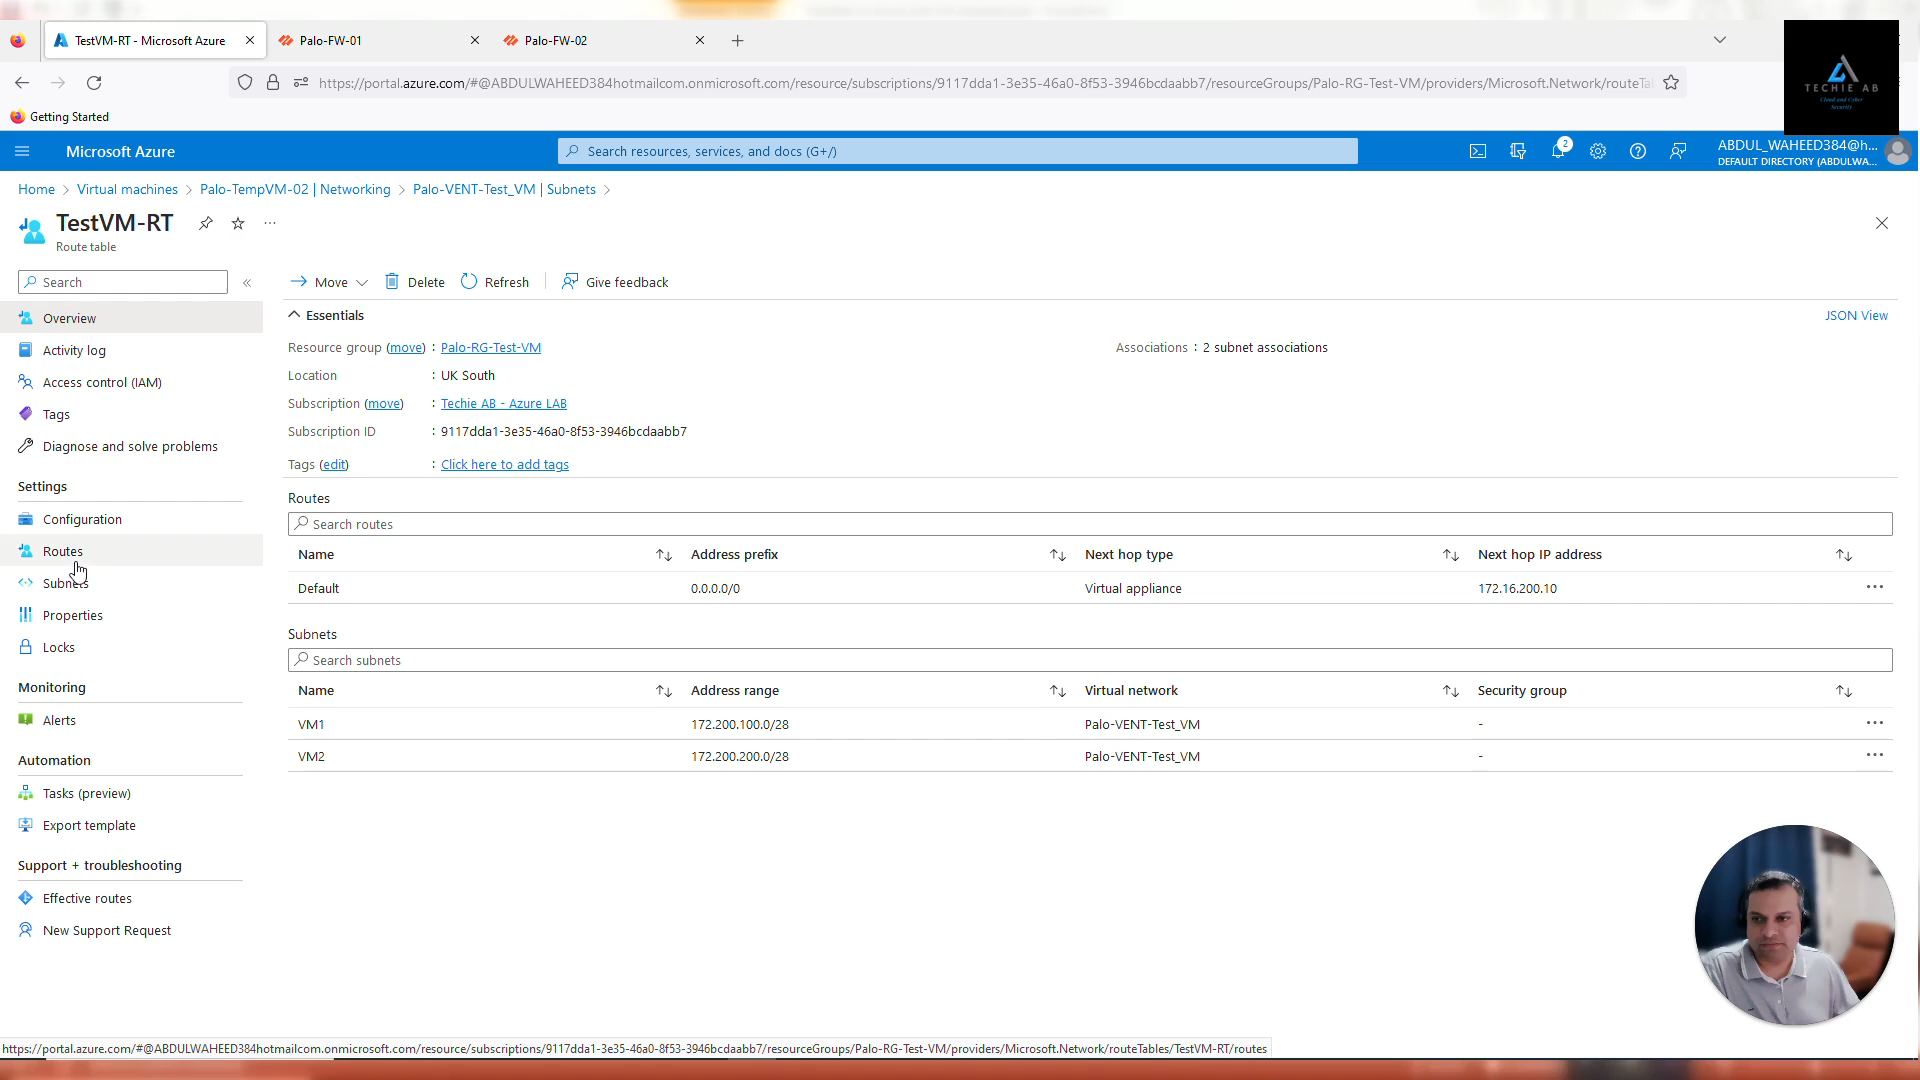 TestVM-RT - Microsoft Azure
Palo-FW-01
Palo-FW-02
https://portal.azure.com/#@ABDULWAHEED384hotmailcom.onmicrosoft.com/resource/subscriptions/9117dda1-3e35-46a0-8f53-3946bcdaabb7/resourceGroups/Palo-RG-Test-VM/providers/Microsoft.Network/routeTa
TECHIE AB
Cloud and Cyber
Security
Getting Started
Microsoft Azure
Search resources, services, and docs (G+/)
2
ABDUL_WAHEED384@h...
DEFAULT DIRECTORY (ABDULWA...
Home > Virtual machines > Palo-TempVM-02 | Networking > Palo-VENT-Test_VM | Subnets >
TestVM-RT
Route table
Search
Move
Delete
Refresh
Give feedback
Overview
Activity log
Access control (IAM)
Tags
Diagnose and solve problems
Settings
Configuration
Routes
Subnets
Properties
Locks
Monitoring
Alerts
Automation
Tasks (preview)
Export template
Support + troubleshooting
Effective routes
New Support Request
Essentials
JSON View
Resource group (move) : Palo-RG-Test-VM
Associations : 2 subnet associations
Location : UK South
Subscription (move) : Techie AB - Azure LAB
Subscription ID : 9117dda1-3e35-46a0-8f53-3946bcdaabb7
Tags (edit) : Click here to add tags
Routes
Search routes
Name Address prefix Next hop type Next hop IP address
Default 0.0.0.0/0 Virtual appliance 172.16.200.10
Subnets
Search subnets
Name Address range Virtual network Security group
VM1 172.200.100.0/28 Palo-VENT-Test_VM -
VM2 172.200.200.0/28 Palo-VENT-Test_VM -
https://portal.azure.com/#@ABDULWAHEED384hotmailcom.onmicrosoft.com/resource/subscriptions/9117dda1-3e35-46a0-8f53-3946bcdaabb7/resourceGroups/Palo-RG-Test-VM/providers/Microsoft.Network/routeTables/TestVM-RT/routes